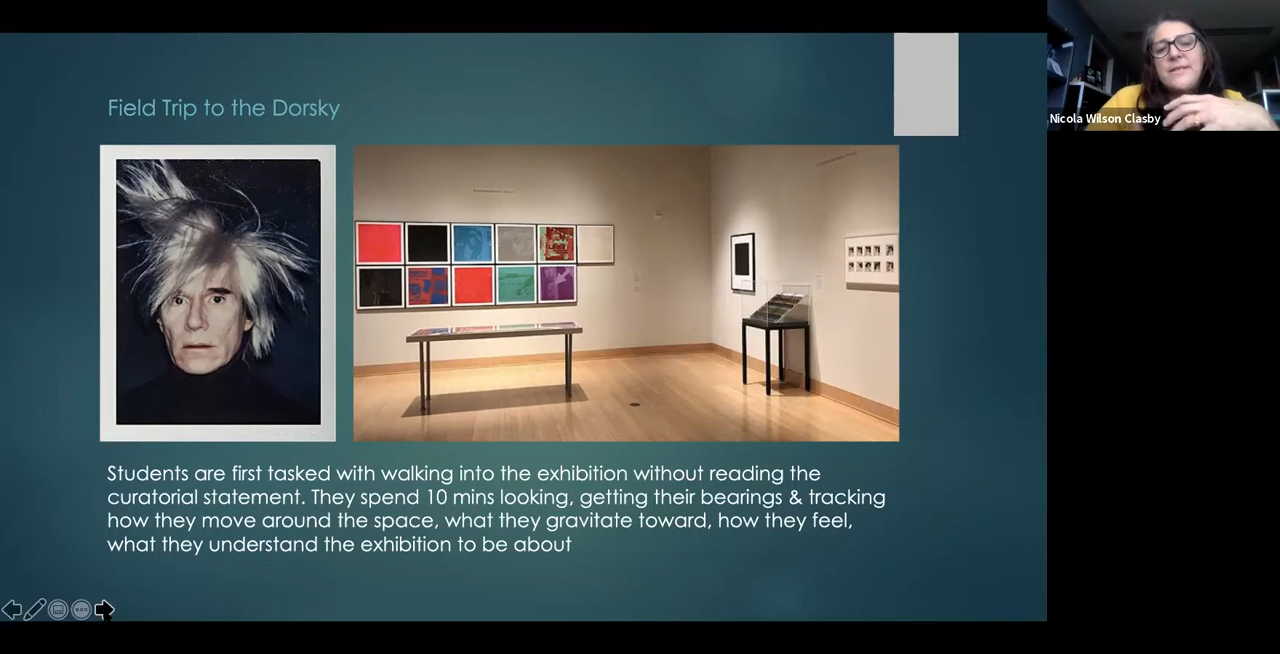 Field Trip to the Dorsky
Nicola Wilson Clasby
Students are first tasked with walking into the exhibition without reading the
curatorial statement. They spend 10 mins looking, getting their bearings & tracking
how they move around the space, what they gravitate toward, how they feel,
what they understand the exhibition to be about